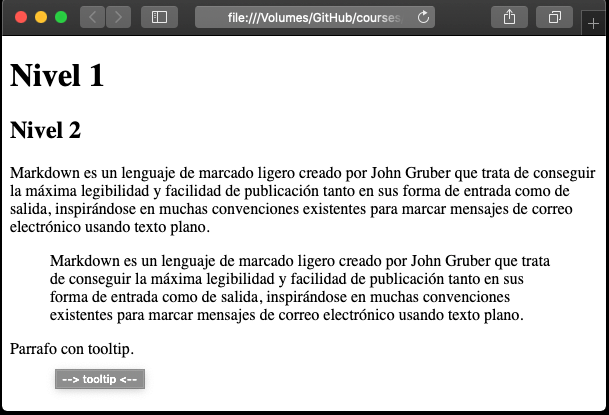 file:///Volumes/GitHub/courses
Nivel 1
Nivel 2
Markdown es un lenguaje de marcado ligero creado por John Gruber que trata de conseguir
la máxima legibilidad y facilidad de publicación tanto en sus forma de entrada como de
salida, inspirándose en muchas convenciones existentes para marcar mensajes de correo
electrónico usando texto plano.
Markdown es un lenguaje de marcado ligero creado por John Gruber que trata
de conseguir la máxima legibilidad y facilidad de publicación tanto en sus
forma de entrada como de salida, inspirándose en muchas convenciones
existentes para marcar mensajes de correo electrónico usando texto plano.
Parrafo con tooltip.
--> tooltip <--